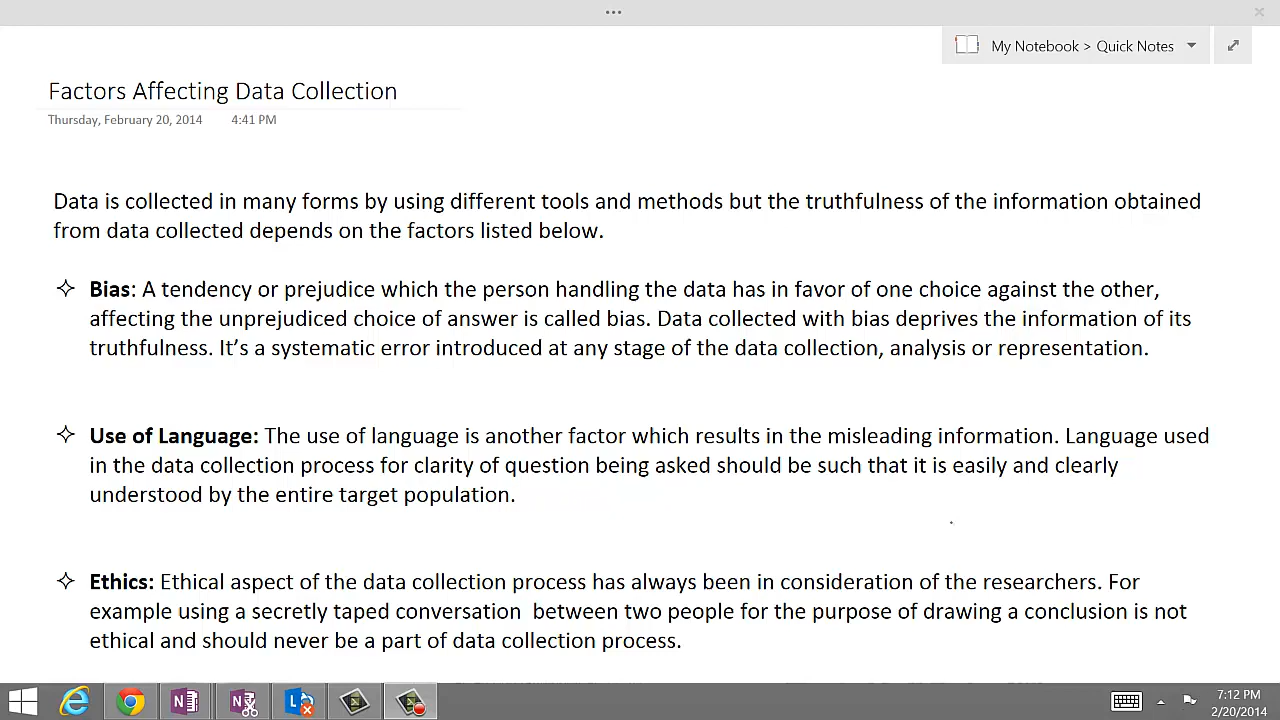 My Notebook > Quick Notes
Factors Affecting Data Collection
Thursday, February 20, 2014 4:41 PM
Data is collected in many forms by using different tools and methods but the truthfulness of the information obtained
from data collected depends on the factors listed below.
Bias: A tendency or prejudice which the person handling the data has in favor of one choice against the other,
affecting the unprejudiced choice of answer is called bias. Data collected with bias deprives the information of its
truthfulness. It's a systematic error introduced at any stage of the data collection, analysis or representation.
Use of Language: The use of language is another factor which results in the misleading information. Language used
in the data collection process for clarity of question being asked should be such that it is easily and clearly
understood by the entire target population.
Ethics: Ethical aspect of the data collection process has always been in consideration of the researchers. For
example using a secretly taped conversation between two people for the purpose of drawing a conclusion is not
ethical and should never be a part of data collection process.
7:12 PM
2/20/2014